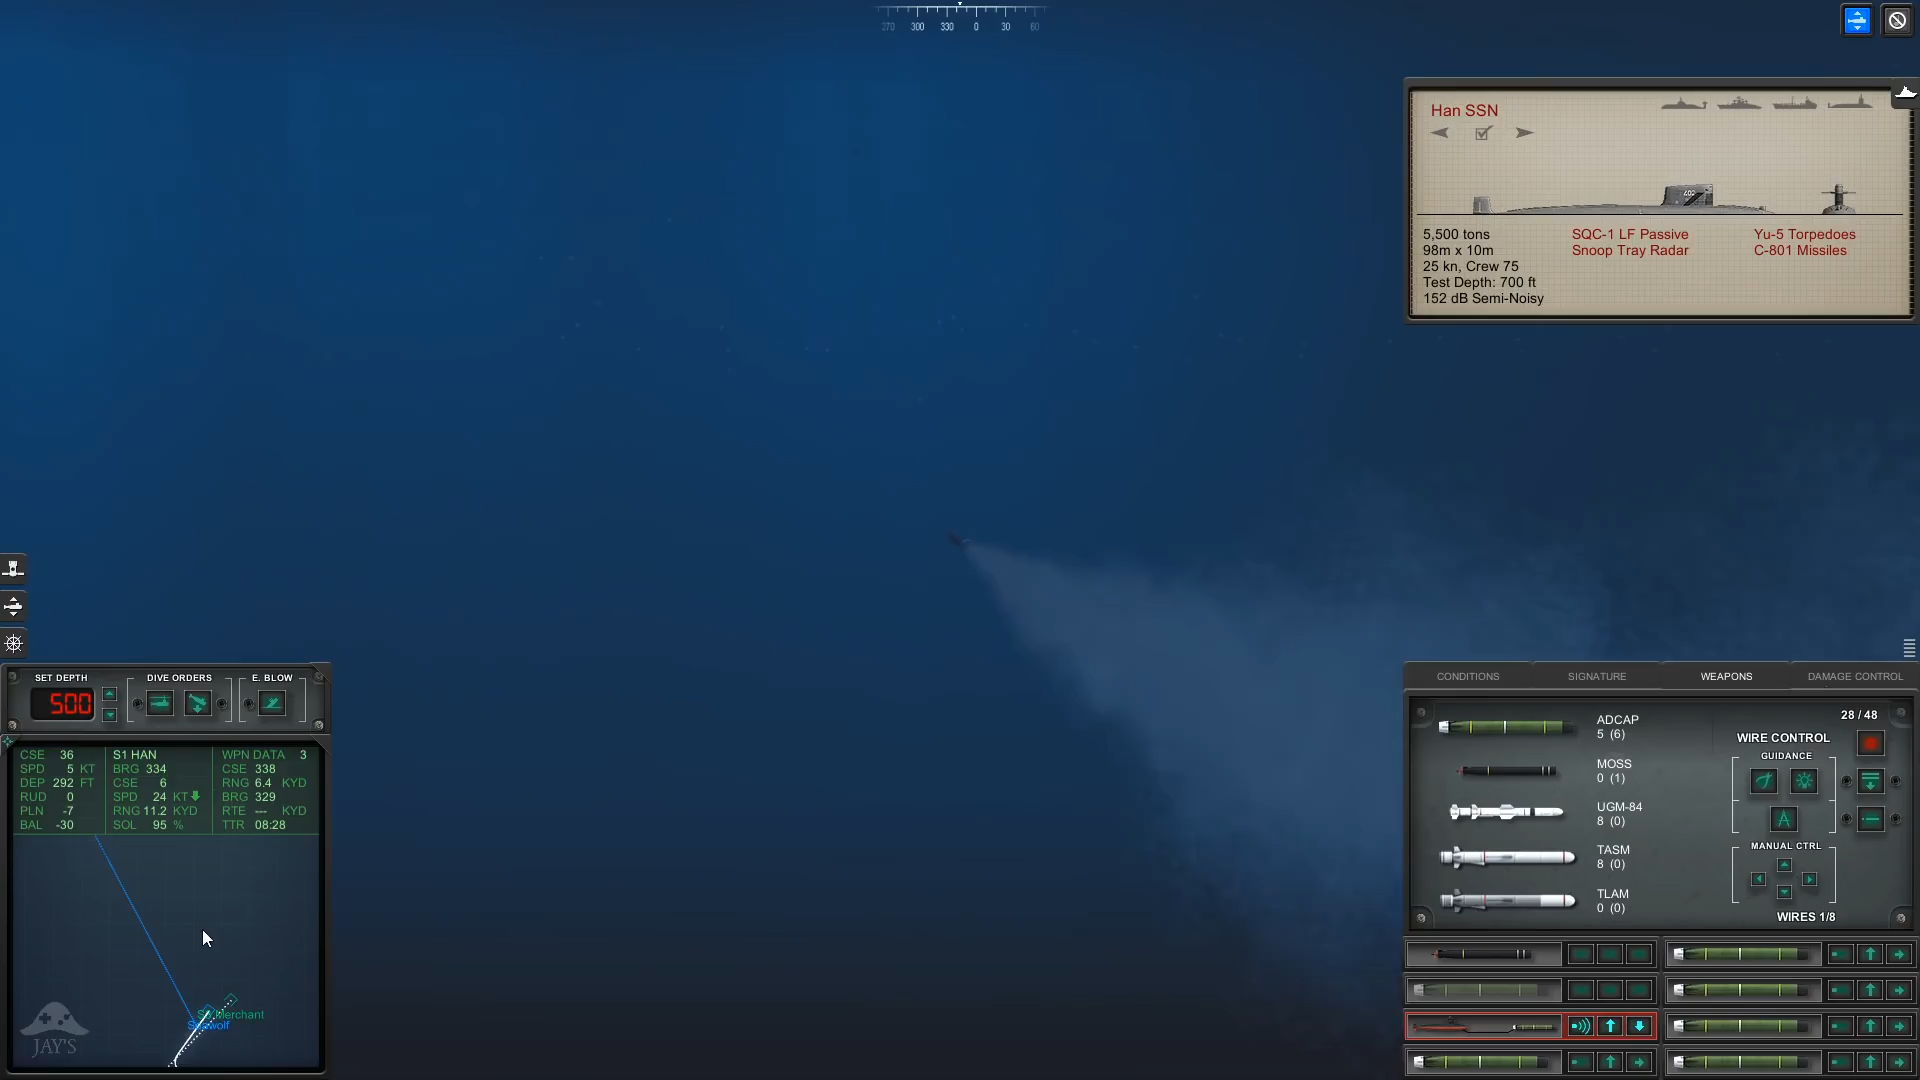 270 300 330 0 30 60
Han SSN
5,500 tons
98m x 10m
25 kn, Crew 75
Test Depth: 700 ft
152 dB Semi-Noisy
SQC-1 LF Passive
Snoop Tray Radar
Yu-5 Torpedoes
C-801 Missiles
SET DEPTH
500
DIVE ORDERS
E. BLOW
CSE 36
SPD 5 KT
DEP 292 FT
RUD 0
PLN -7
BAL -30
S1 HAN
BRG 334
CSE 6
SPD 24 KT
RNG 11.2 KYD
SOL 95 %
WPN DATA 3
CSE 338
RNG 6.4 KYD
BRG 329
RTE --- KYD
TTR 08:28
Merchant
JAY'S
CONDITIONS
SIGNATURE
WEAPONS
DAMAGE CONTROL
ADCAP
5 (6)
MOSS
0 (1)
UGM-84
8 (0)
TASM
8 (0)
TLAM
0 (0)
28 / 48
WIRE CONTROL
GUIDANCE
MANUAL CTRL
WIRES 1/8